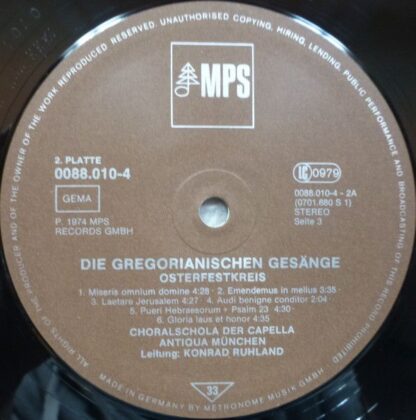 ALL RIGHTS OF THE PRODUCER AND OF THE OWNER OF THE WORK REPRODUCED RESERVED. UNAUTHORISED COPYING, HIRING, LENDING, PUBLIC PERFORMANCE AND BROADCASTING OF THIS RECORD PROHIBITED
MPS
2. PLATTE
0088.010-4
GEMA
P 1974 MPS
RECORDS GMBH
LC 0979
0088.010-4 - 2A
(0701.680 S 1)
STEREO
Seite 3
DIE GREGORIANISCHEN GESÄNGE
OSTERFESTKREIS
1. Miseris omnium domine 4:28 · 2. Emendemus in melius 3:35 ·
3. Laetare Jerusalem 4:27 · 4. Audi benigne conditor 2:04
5. Pueri Hebraeorum · Psalm 23 4:30 ·
6. Gloria laus et honor 4:35
CHORALSCHOLA DER CAPELLA
ANTIQUA MÜNCHEN
Leitung: KONRAD RUHLAND
33
MADE IN GERMANY BY METRONOME MUSIK GMBH